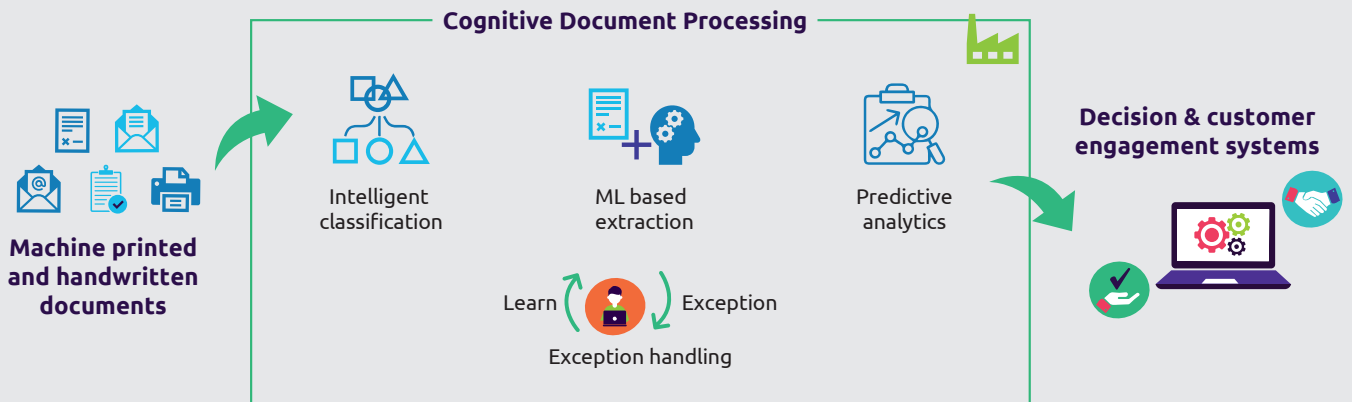 Cognitive Document Processing
Machine printed
and handwritten
documents
Intelligent
classification
ML based
extraction
Predictive
analytics
Learn
Exception
Exception handling
Decision & customer
engagement systems